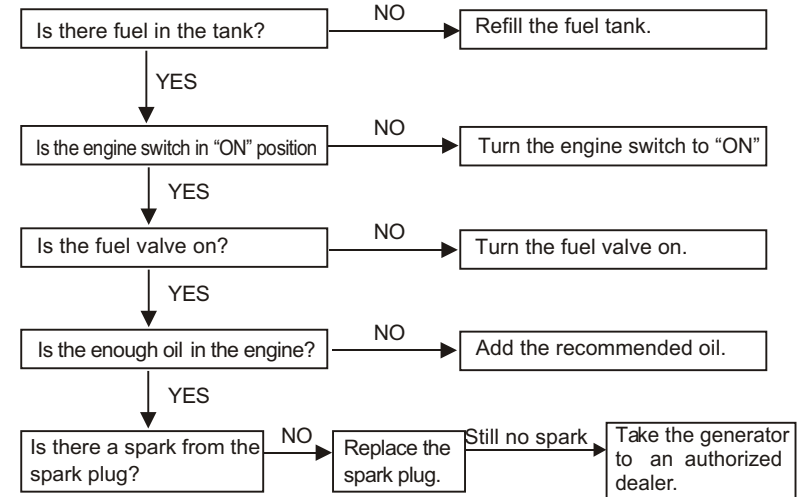 Is there fuel in the tank?
NO
Refill the fuel tank.
YES
Is the engine switch in “ON” position
NO
Turn the engine switch to “ON”
YES
Is the fuel valve on?
NO
Turn the fuel valve on.
YES
Is the enough oil in the engine?
NO
Add the recommended oil.
YES
Is there a spark from the
spark plug?
NO
Replace the
spark plug.
Still no spark
Take the generator
to an authorized
dealer.